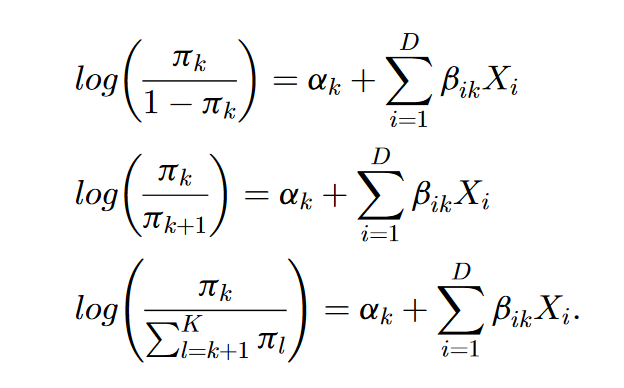 log(π_k / (1 − π_k)) = α_k + ∑_{i=1}^{D} β_{ik} X_i
log(π_k / π_{k+1}) = α_k + ∑_{i=1}^{D} β_{ik} X_i
log(π_k / ∑_{l=k+1}^{K} π_l) = α_k + ∑_{i=1}^{D} β_{ik} X_i.